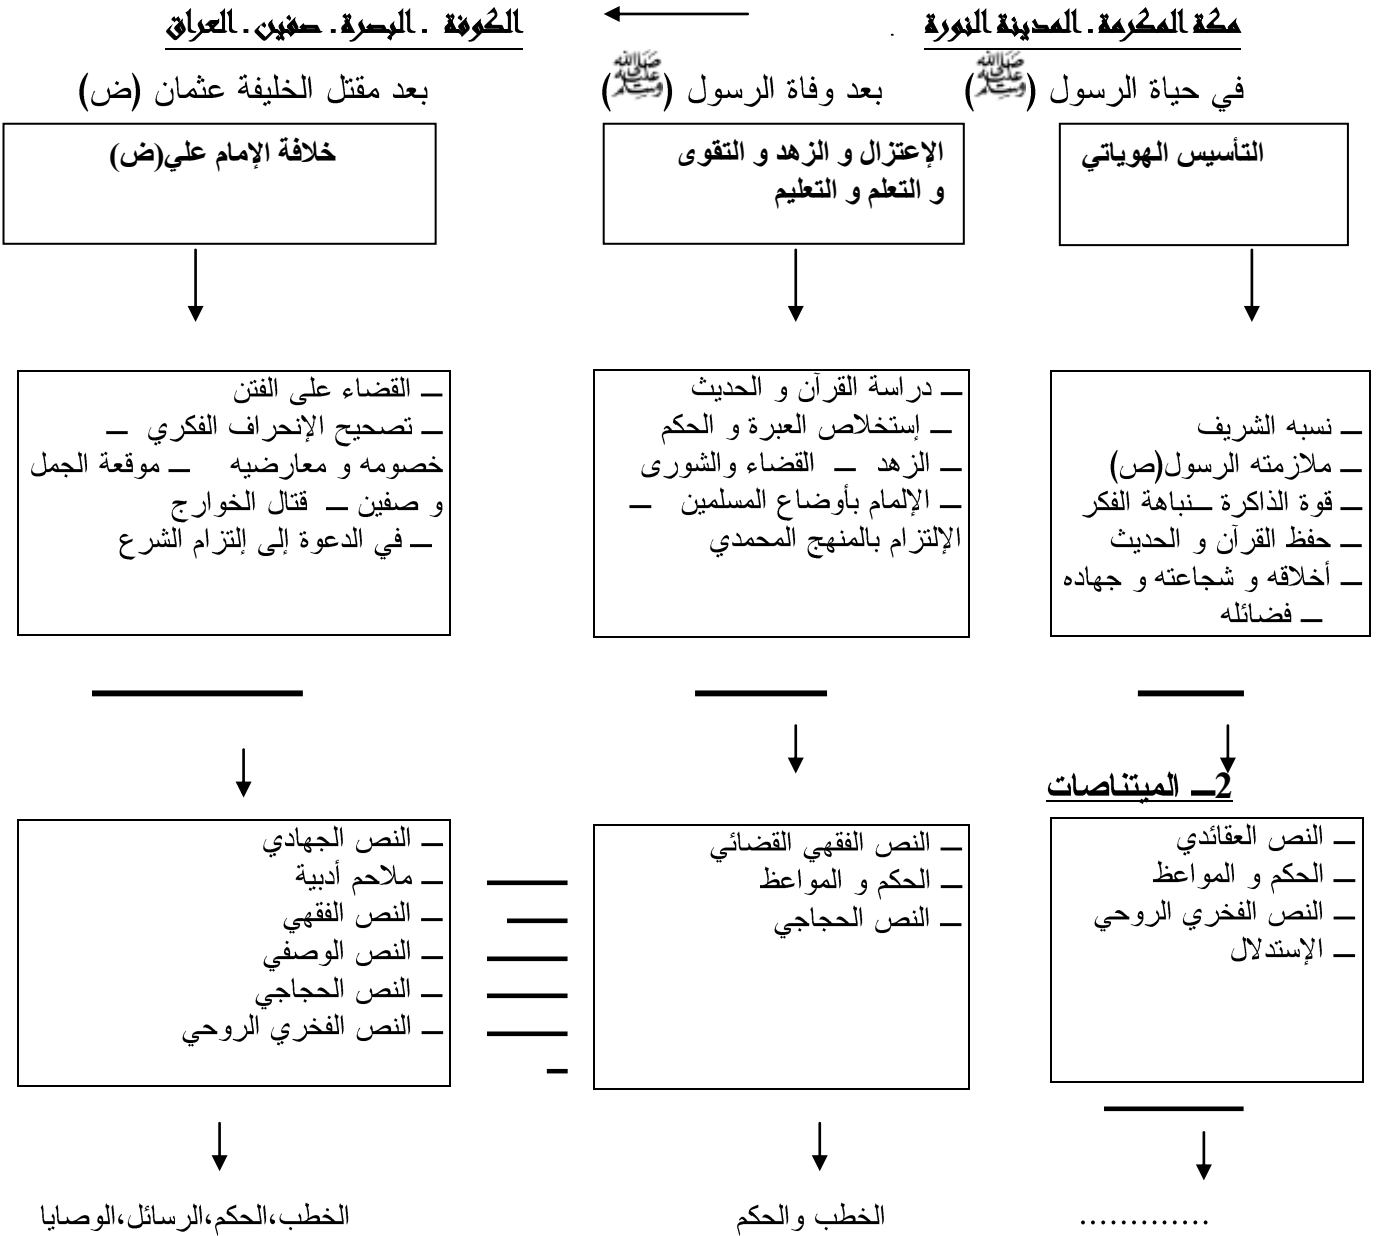 مكة المكرمة. المدينة النورة .
الكوفة . البصرة. صفين. العراق
في حياة الرسول (ﷺ)
بعد وفاة الرسول (ﷺ)
بعد مقتل الخليفة عثمان (ض)
التأسيس الهوياتي
الإعتزال و الزهد و التقوى
و التعلم و التعليم
خلافة الإمام علي(ض)
ـ نسبه الشريف
ـ ملازمته الرسول(ص)
ـ قوة الذاكرة ـنباهة الفكر
ـ حفظ القرآن و الحديث
ـ أخلاقه و شجاعته و جهاده
ـ فضائله
ـ دراسة القرآن و الحديث
ـ إستخلاص العبرة و الحكم
ـ الزهد ـ القضاء والشورى
ـ الإلمام بأوضاع المسلمين ـ
الإلتزام بالمنهج المحمدي
ـ القضاء على الفتن
ـ تصحيح الإنحراف الفكري ـ
خصومه و معارضيه ـ موقعة الجمل
و صفين ـ قتال الخوارج
ـ في الدعوة إلى إلتزام الشرع
2ـ الميتناصات
ـ النص العقائدي
ـ الحكم و المواعظ
ـ النص الفخري الروحي
ـ الإستدلال
ـ النص الفقهي القضائي
ـ الحكم و المواعظ
ـ النص الحجاجي
ـ النص الجهادي
ـ ملاحم أدبية
ـ النص الفقهي
ـ النص الوصفي
ـ النص الحجاجي
ـ النص الفخري الروحي
.............
الخطب والحكم
الخطب،الحكم،الرسائل،الوصايا